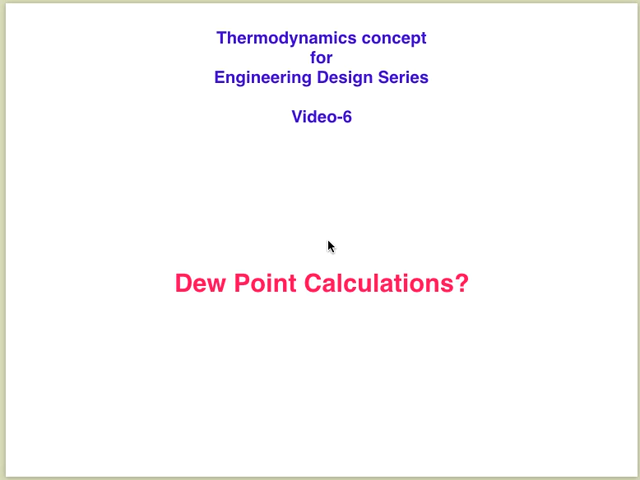 Thermodynamics concept
for
Engineering Design Series
Video-6
Dew Point Calculations?